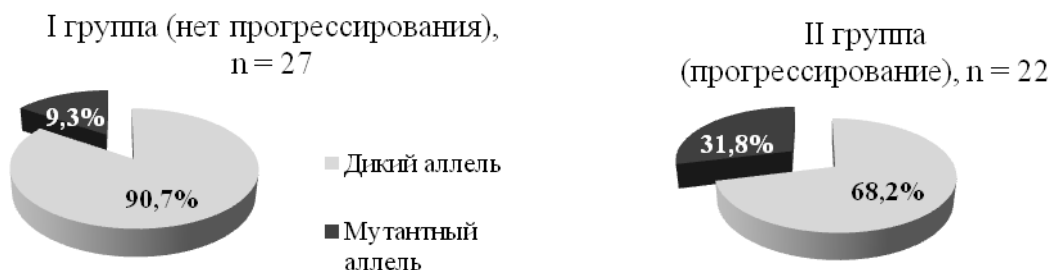 I группа (нет прогрессирования),
n = 27
9,3%
90,7%
Дикий аллель
Мутантный
аллель
II группа
(прогрессирование), n = 22
31,8%
68,2%